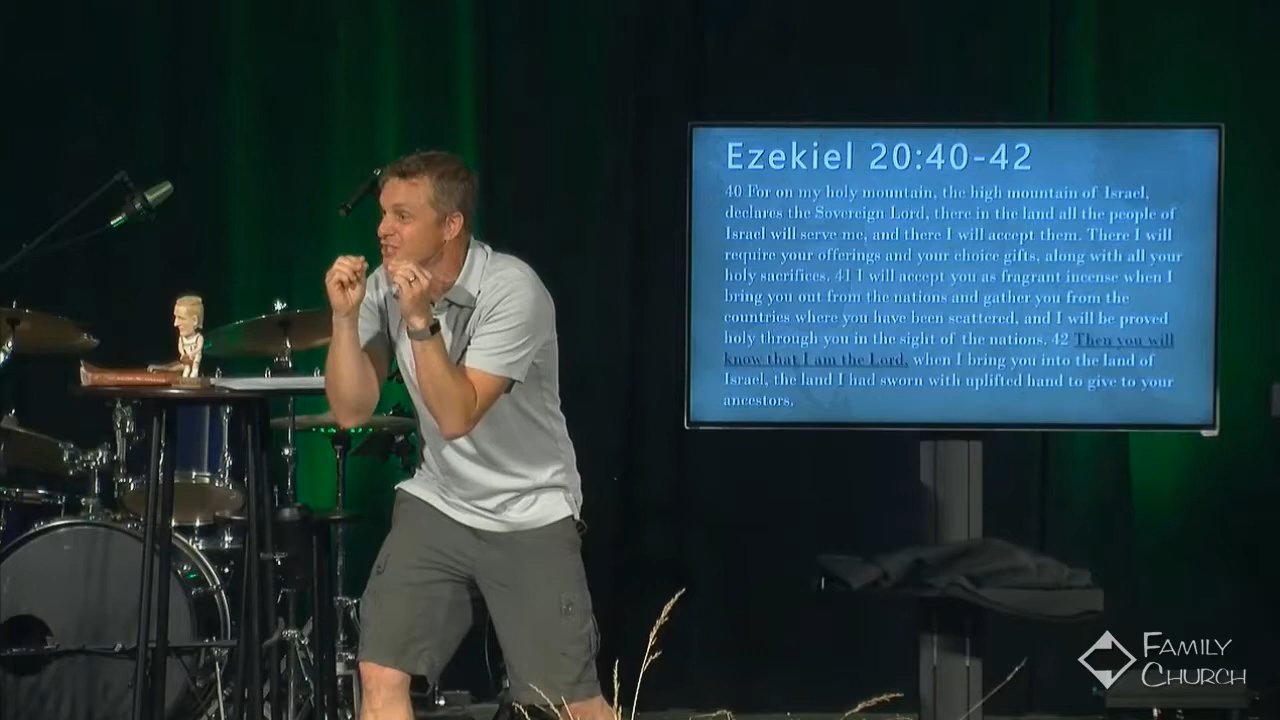 Ezekiel 20:40-42
40 For on my holy mountain, the high mountain of Israel,
declares the Sovereign Lord, there in the land all the people of
Israel will serve me, and there I will accept them. There I will
require your offerings and your choice gifts, along with all your
holy sacrifices. 41 I will accept you as fragrant incense when I
bring you out from the nations and gather you from the
countries where you have been scattered, and I will be proved
holy through you in the sight of the nations. 42 Then you will
know that I am the Lord, when I bring you into the land of
Israel, the land I had sworn with uplifted hand to give to your
ancestors.
FAMILY
CHURCH